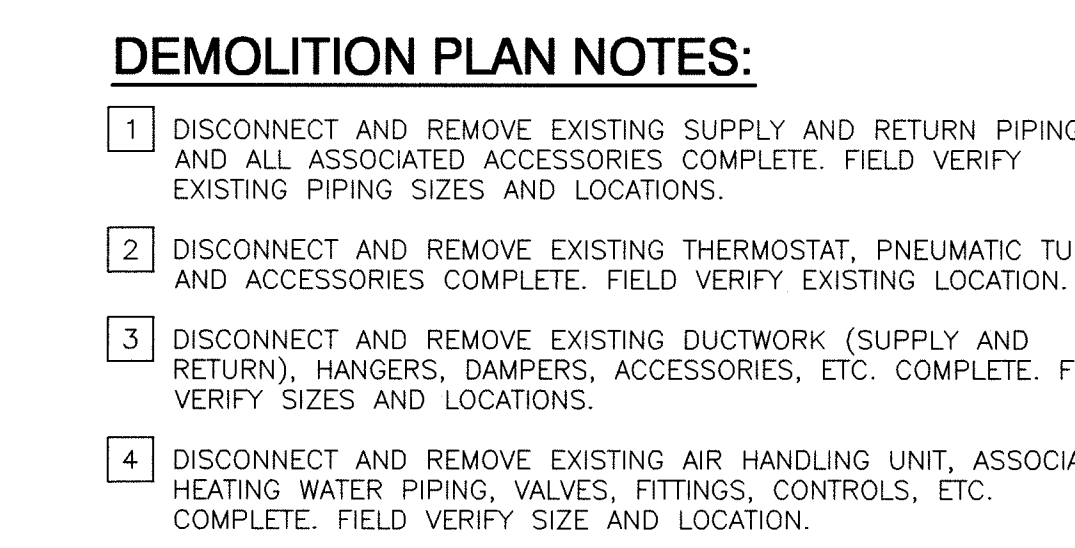 DEMOLITION PLAN NOTES:
1 DISCONNECT AND REMOVE EXISTING SUPPLY AND RETURN PIPING
AND ALL ASSOCIATED ACCESSORIES COMPLETE. FIELD VERIFY
EXISTING PIPING SIZES AND LOCATIONS.
2 DISCONNECT AND REMOVE EXISTING THERMOSTAT, PNEUMATIC
AND ACCESSORIES COMPLETE. FIELD VERIFY EXISTING LOCATION.
3 DISCONNECT AND REMOVE EXISTING DUCTWORK (SUPPLY AND
RETURN), HANGERS, DAMPERS, ACCESSORIES, ETC. COMPLETE.
VERIFY SIZES AND LOCATIONS.
4 DISCONNECT AND REMOVE EXISTING AIR HANDLING UNIT,
HEATING WATER PIPING, VALVES, FITTINGS, CONTROLS, ETC.
COMPLETE. FIELD VERIFY SIZE AND LOCATION.